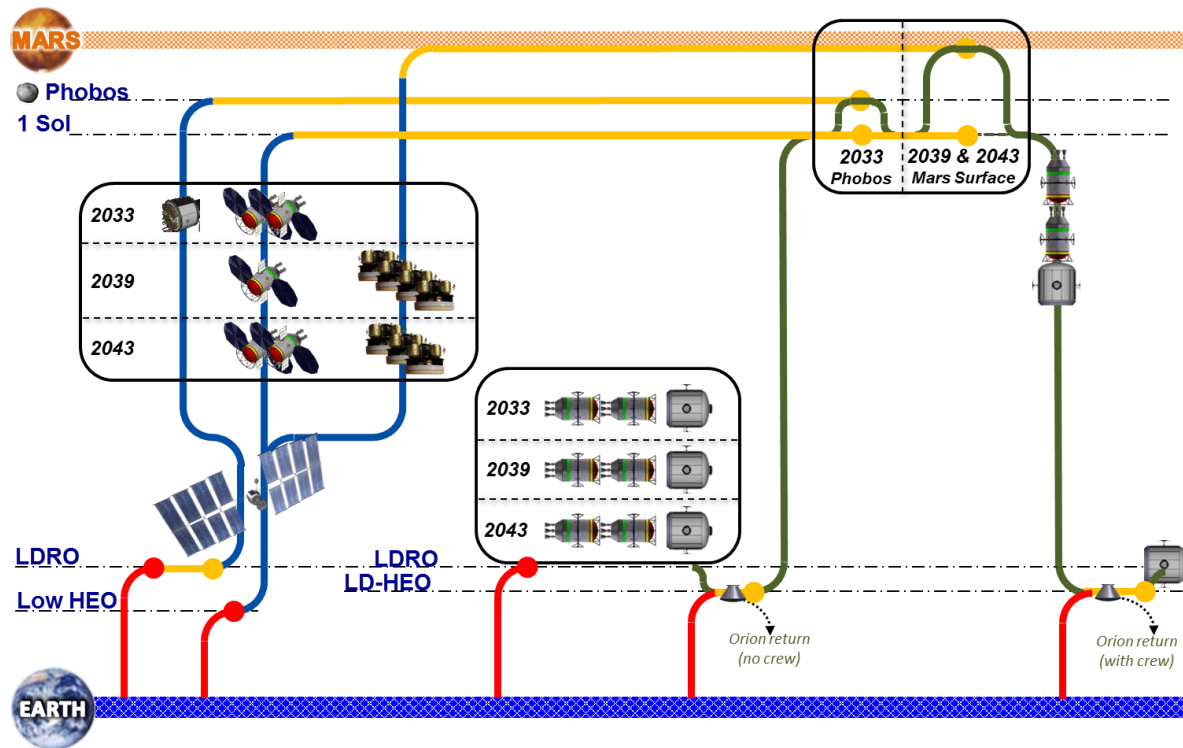 MARS
Phobos
1 Sol
2033
Phobos
2039 & 2043
Mars Surface
2033
2039
2043
2033
2039
2043
LDRO
LDRO
LD-HEO
Low HEO
Orion return
(no crew)
Orion return
(with crew)
EARTH